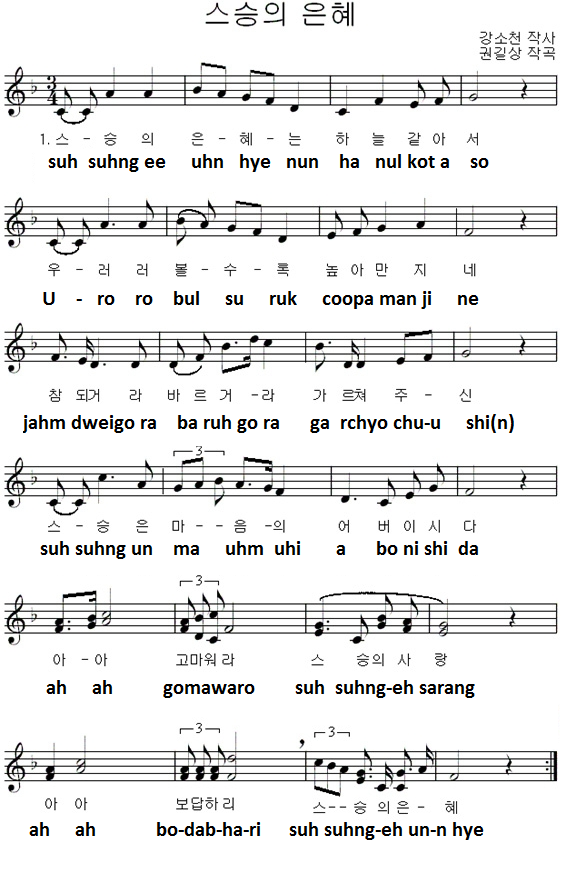 스승의 은혜
강소천 작사
권길상 작곡
3
4
1. 스 - 승 의 은 - 혜 - 는 하 늘 같 아 서
suh suhng ee uhn hye nun ha nul kot a so
우 - 러 러 볼 - 수 - 록 높 아 만 지 네
U - ro ro bul su ruk coopa man ji ne
참 되거 라 바 르 거 - 라 가 르쳐 주 - 신
jahm dweigo ra ba ruh go ra ga rchyo chu-u shi(n)
3
스 - 승 은 마 - - 음 - 의 어 버 이 시 다
suh suhng un ma uhm uhi a bo ni shi da
3
아 - 아 고마워 라 스 승의 사 랑
ah ah gomawaro suh suhng-eh sarang
3 3
아 아 보답하 리 스 - - 승 의 은 - 혜
ah ah bo-dab-ha-ri suh suhng-eh un-n hye